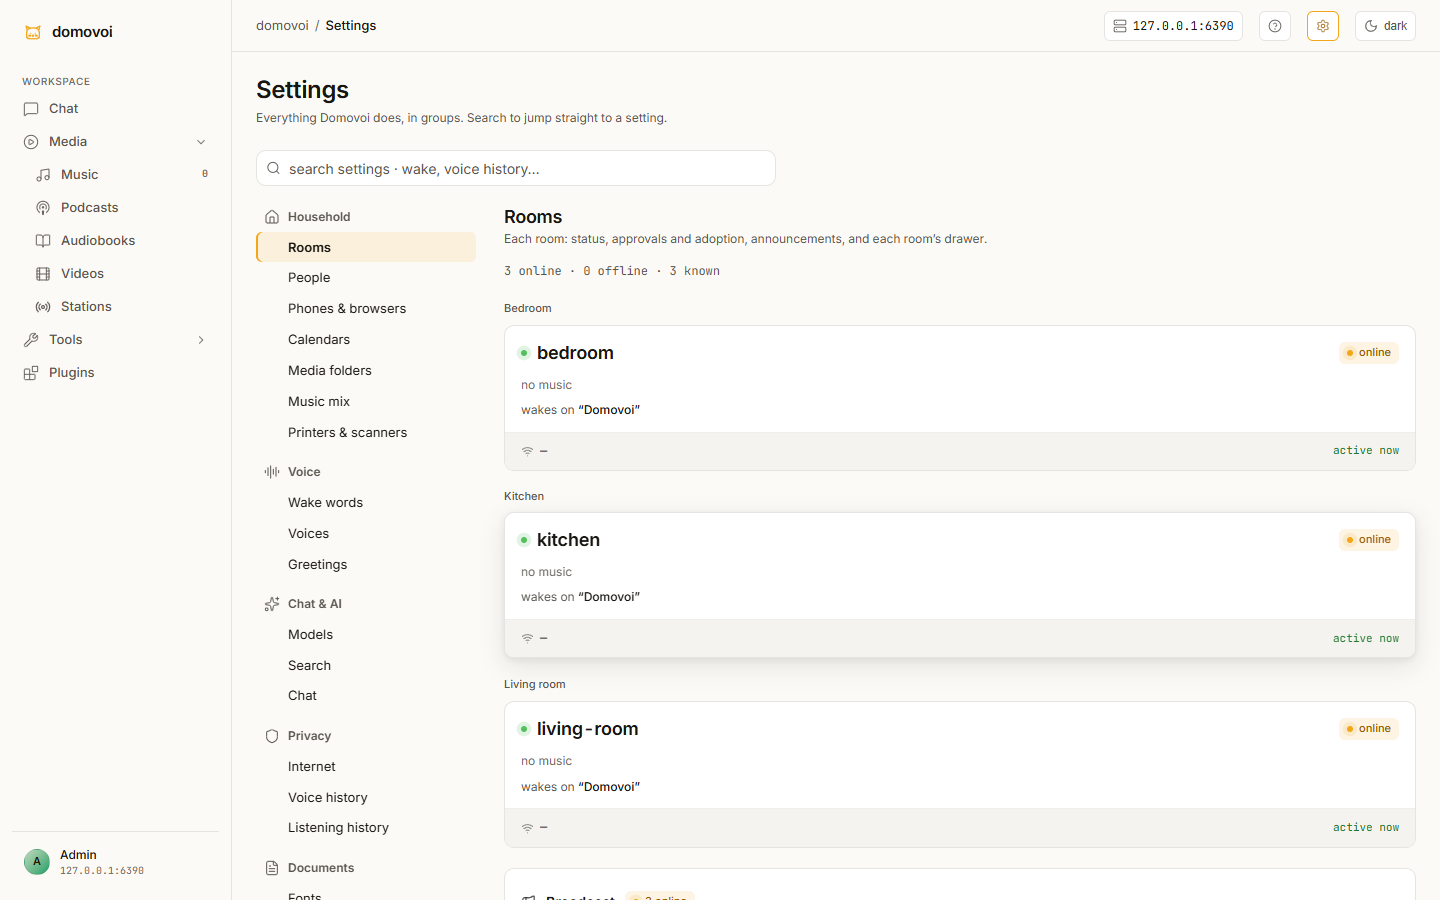 domovoi
WORKSPACE
Chat
Media
Music 0
Podcasts
Audiobooks
Videos
Stations
Tools
Plugins
A
Admin
127.0.0.1:6390
domovoi / Settings
127.0.0.1:6390
dark
Settings
Everything Domovoi does, in groups. Search to jump straight to a setting.
search settings · wake, voice history...
Household
Rooms
People
Phones & browsers
Calendars
Media folders
Music mix
Printers & scanners
Voice
Wake words
Voices
Greetings
Chat & AI
Models
Search
Chat
Privacy
Internet
Voice history
Listening history
Documents
Fonts
Rooms
Each room: status, approvals and adoption, announcements, and each room's drawer.
3 online · 0 offline · 3 known
Bedroom
bedroom online
no music
wakes on “Domovoi”
— active now
Kitchen
kitchen online
no music
wakes on “Domovoi”
— active now
Living room
living-room online
no music
wakes on “Domovoi”
— active now
Broadcast 3 online